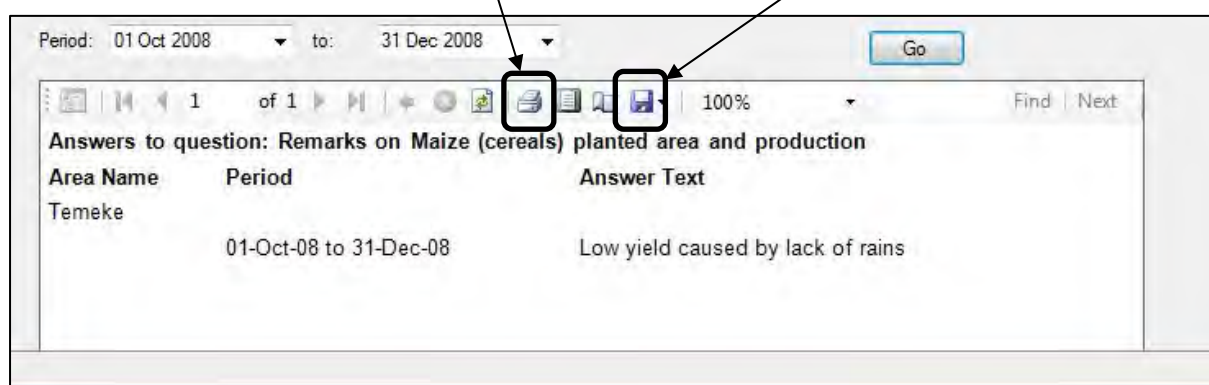 Period: 01 Oct 2008 to: 31 Dec 2008 Go
1 of 1 100% Find Next
Answers to question: Remarks on Maize (cereals) planted area and production
Area Name Period Answer Text
Temeke
01-Oct-08 to 31-Dec-08 Low yield caused by lack of rains